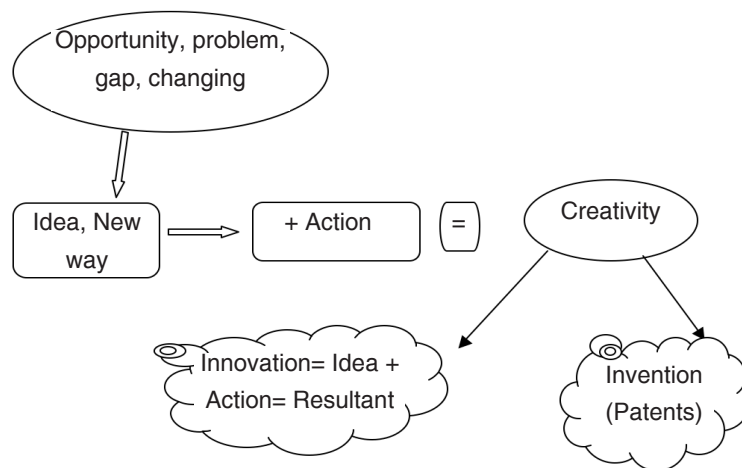 Opportunity, problem,
gap, changing
Idea, New
way
+ Action
=
Creativity
Innovation= Idea +
Action= Resultant
Invention
(Patents)